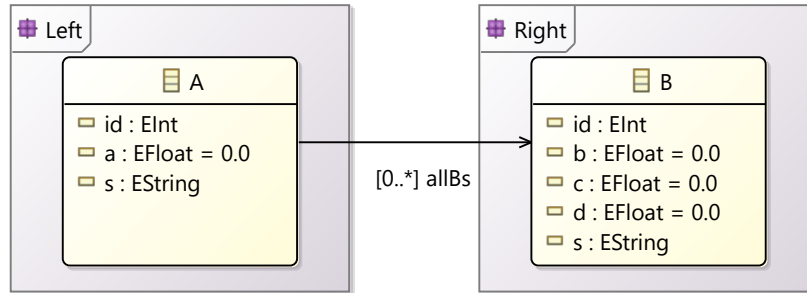 Left
A
id : EInt
a : EFloat = 0.0
s : EString
[0..*] allBs
Right
B
id : EInt
b : EFloat = 0.0
c : EFloat = 0.0
d : EFloat = 0.0
s : EString